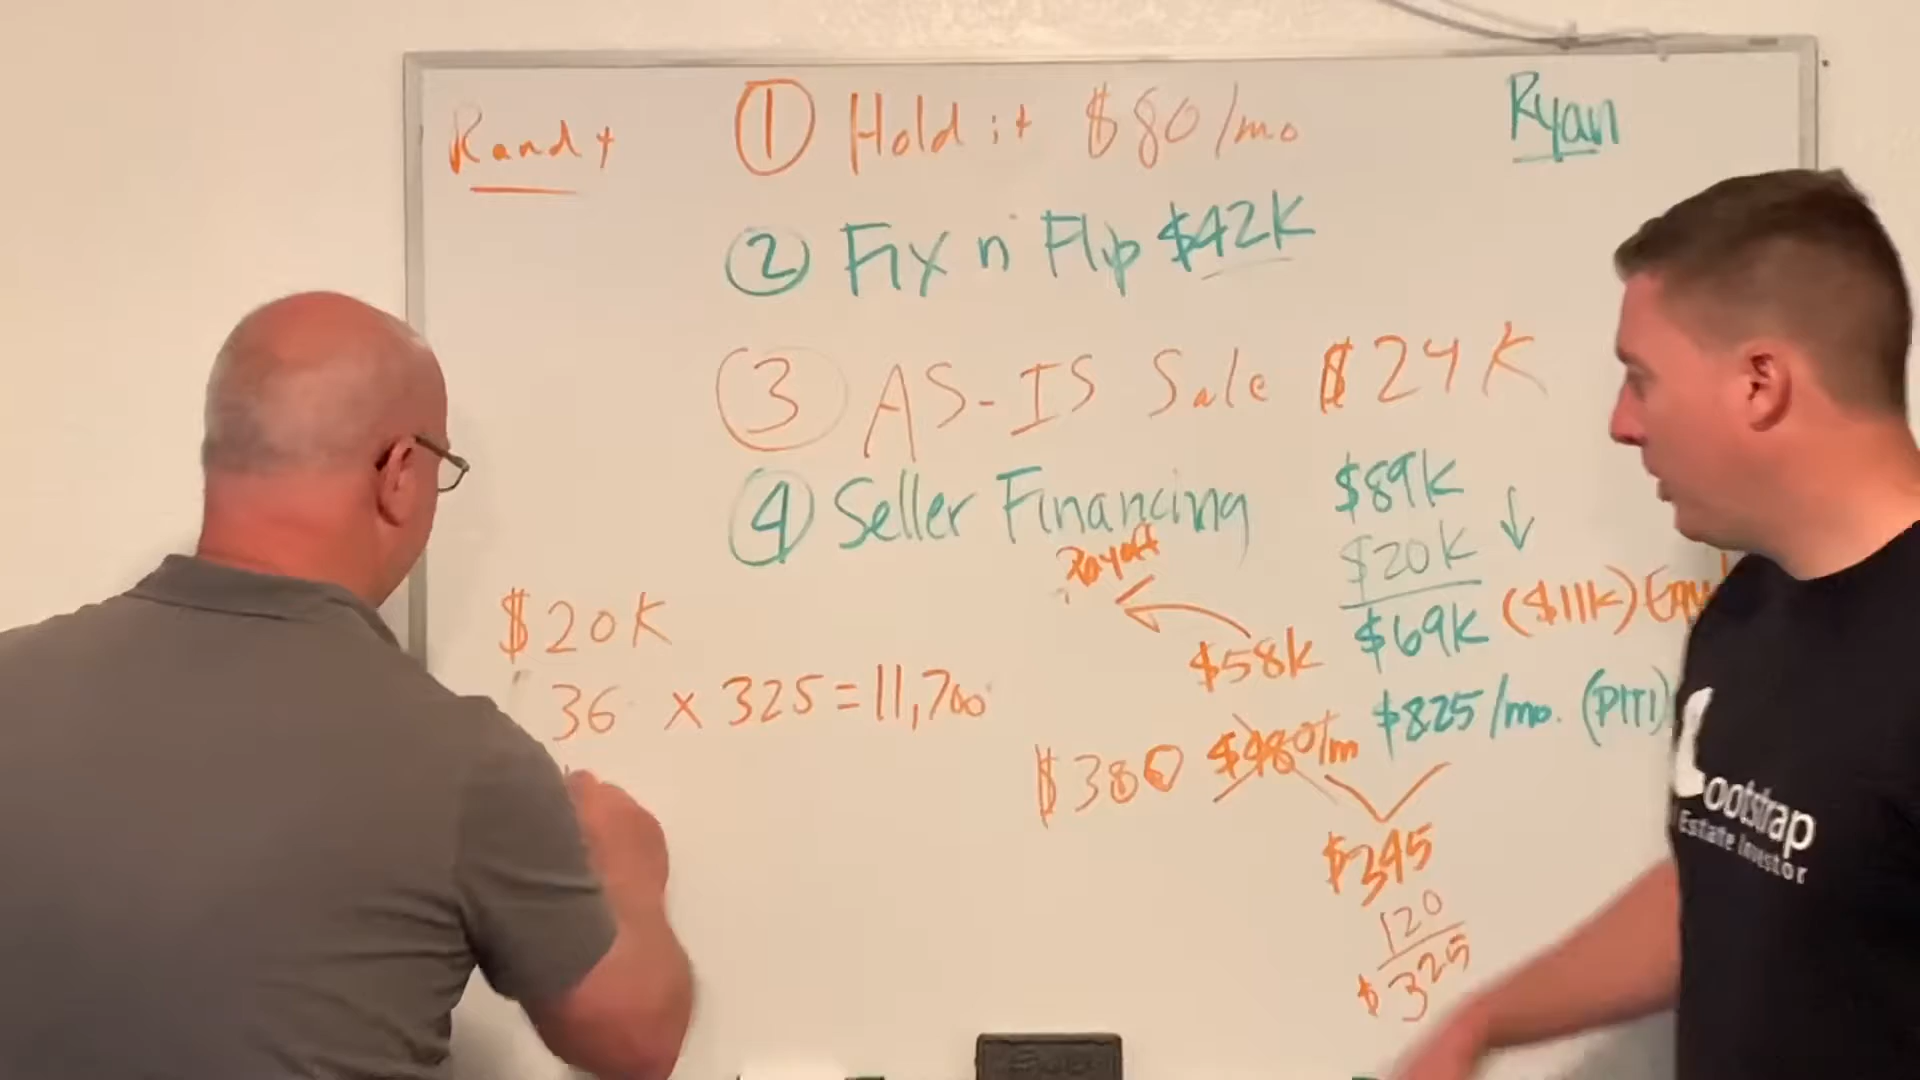 Randy
① Hold it $80/mo
Ryan
② Fix n' Flip $42K
③ AS-IS Sale $24K
④ Seller Financing
$89K
$20K
$69K ($11K)
Payoff
$58K
$825/mo. (PITI)
$380 $480/m
$345
120
$325
$20K
36 x 325 = 11,700
ootstrap
Estate Investor